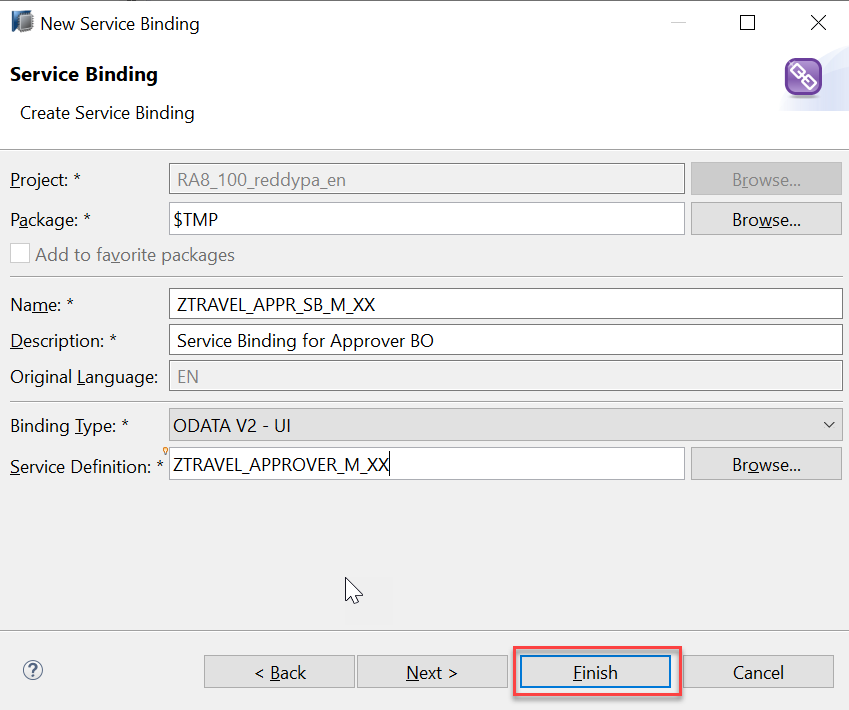 New Service Binding
Service Binding
Create Service Binding
Project: * RA8_100_reddypa_en Browse...
Package: * $TMP Browse...
Add to favorite packages
Name: * ZTRAVEL_APPR_SB_M_XX
Description: * Service Binding for Approver BO
Original Language: EN
Binding Type: * ODATA V2 - UI
Service Definition: * ZTRAVEL_APPROVER_M_XX Browse...
? < Back Next > Finish Cancel